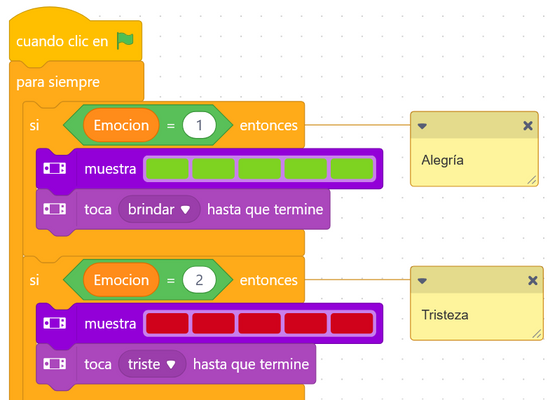 cuando clic en
para siempre
si Emocion = 1 entonces
Alegría
muestra
toca brindar hasta que termine
si Emocion = 2 entonces
Tristeza
muestra
toca triste hasta que termine